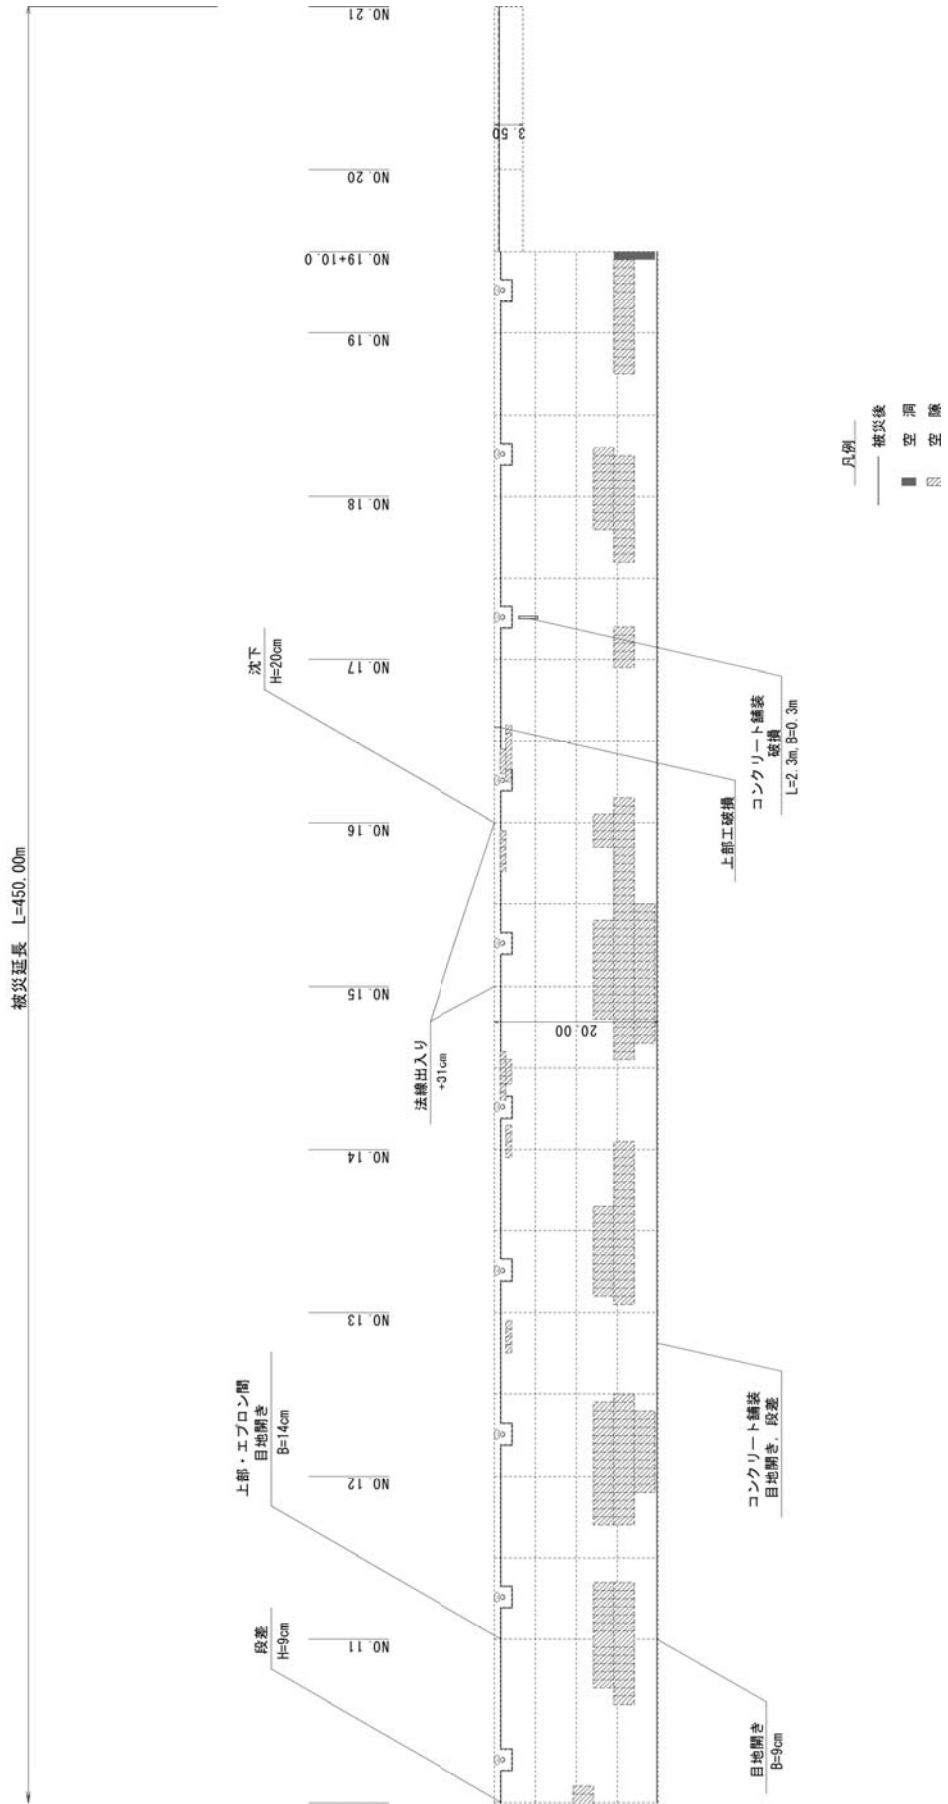 被災延長 L=450.00m
NO.21
NO.20
NO.19+10.0
NO.19
NO.18
NO.17
NO.16
NO.15
NO.14
NO.13
NO.12
NO.11
3.50
20.00
沈下
H=20cm
法線出入り
+31cm
上部・エプロン間
目地開き
B=14cm
段差
H=9cm
凡例
被災後
空 洞
空 隙
コンクリート舗装
破損
L=2.3m,B=0.3m
上部工破損
コンクリート舗装
目地開き、段差
目地開き
B=9cm